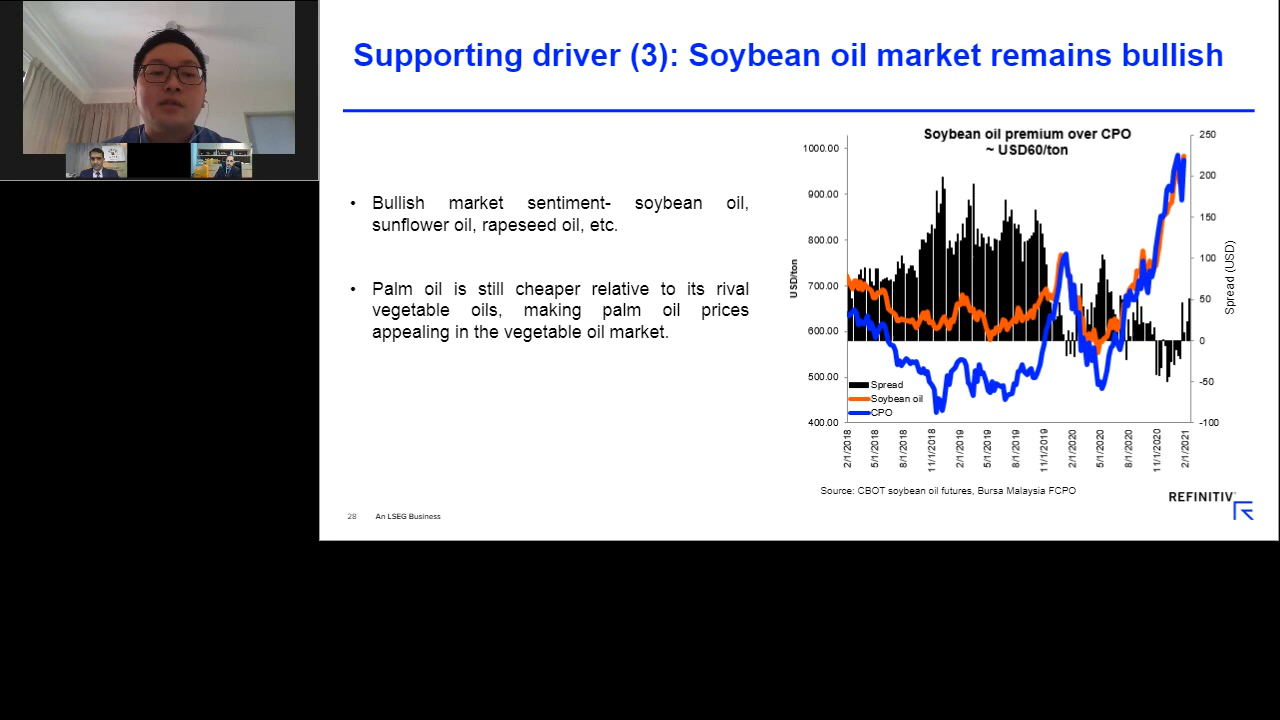 Supporting driver (3): Soybean oil market remains bullish
• Bullish market sentiment- soybean oil,
sunflower oil, rapeseed oil, etc.
• Palm oil is still cheaper relative to its rival
vegetable oils, making palm oil prices
appealing in the vegetable oil market.
Soybean oil premium over CPO
~ USD60/ton
1000.00
900.00
800.00
700.00
600.00
500.00
400.00
USD/ton
250
200
150
100
50
0
-50
-100
Spread (USD)
Spread
Soybean oil
CPO
2/1/2018
5/1/2018
8/1/2018
11/1/2018
2/1/2019
5/1/2019
8/1/2019
11/1/2019
2/1/2020
5/1/2020
8/1/2020
11/1/2020
2/1/2021
Source: CBOT soybean oil futures, Bursa Malaysia FCPO
REFINITIV
28 An LSEG Business